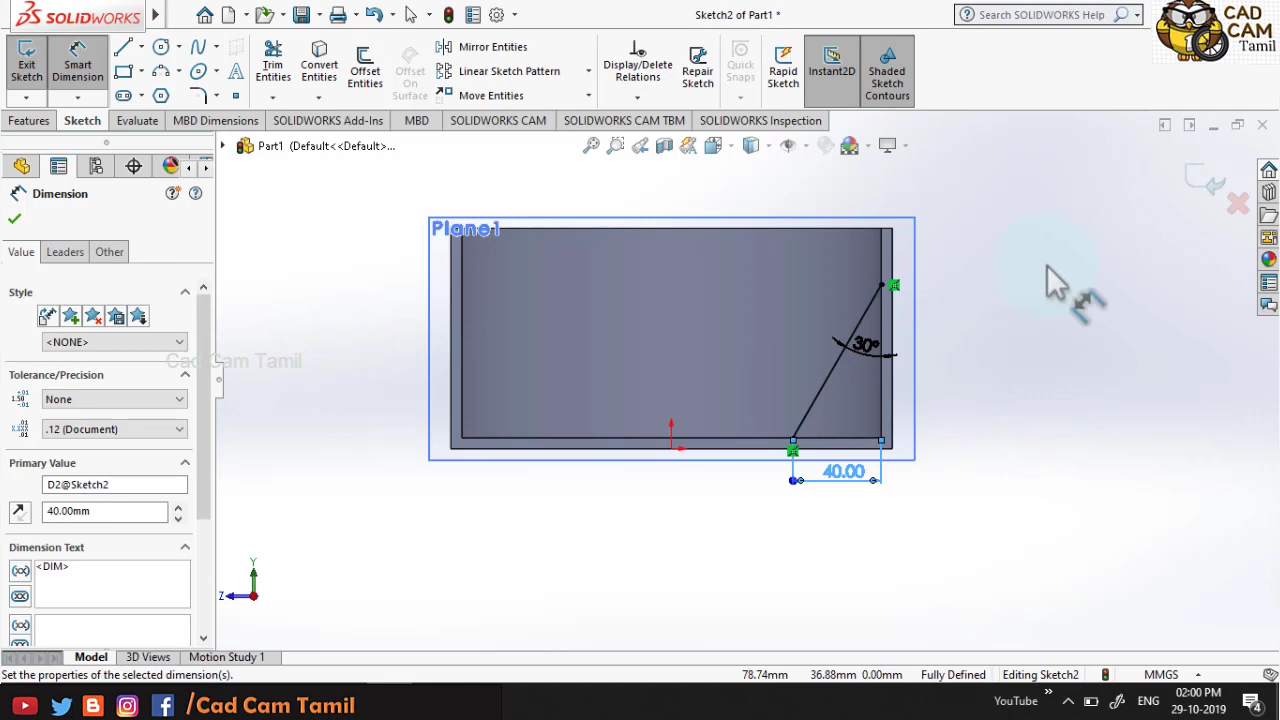 SOLIDWORKS
Sketch2 of Part1 *
Search SOLIDWORKS Help
CAD
CAM
Tamil
Exit
Sketch
Smart
Dimension
Trim
Entities
Convert
Entities
Offset
Entities
Offset
On
Surface
Mirror Entities
Linear Sketch Pattern
Move Entities
Display/Delete
Relations
Repair
Sketch
Quick
Snaps
Rapid
Sketch
Instant2D
Shaded
Sketch
Contours
Features
Sketch
Evaluate
MBD Dimensions
SOLIDWORKS Add-Ins
MBD
SOLIDWORKS CAM
SOLIDWORKS CAM TBM
SOLIDWORKS Inspection
Part1 (Default<<Default>...
Dimension
Value
Leaders
Other
Style
<NONE>
Cad Cam Tamil
Tolerance/Precision
1.50
None
.12 (Document)
Primary Value
D2@Sketch2
40.00mm
Dimension Text
<DIM>
Plane1
30°
40.00
Y
Z
Model
3D Views
Motion Study 1
Set the properties of the selected dimension(s).
78.74mm
36.88mm
0.00mm
Fully Defined
Editing Sketch2
MMGS
/Cad Cam Tamil
YouTube
ENG
02:00 PM
29-10-2019
4